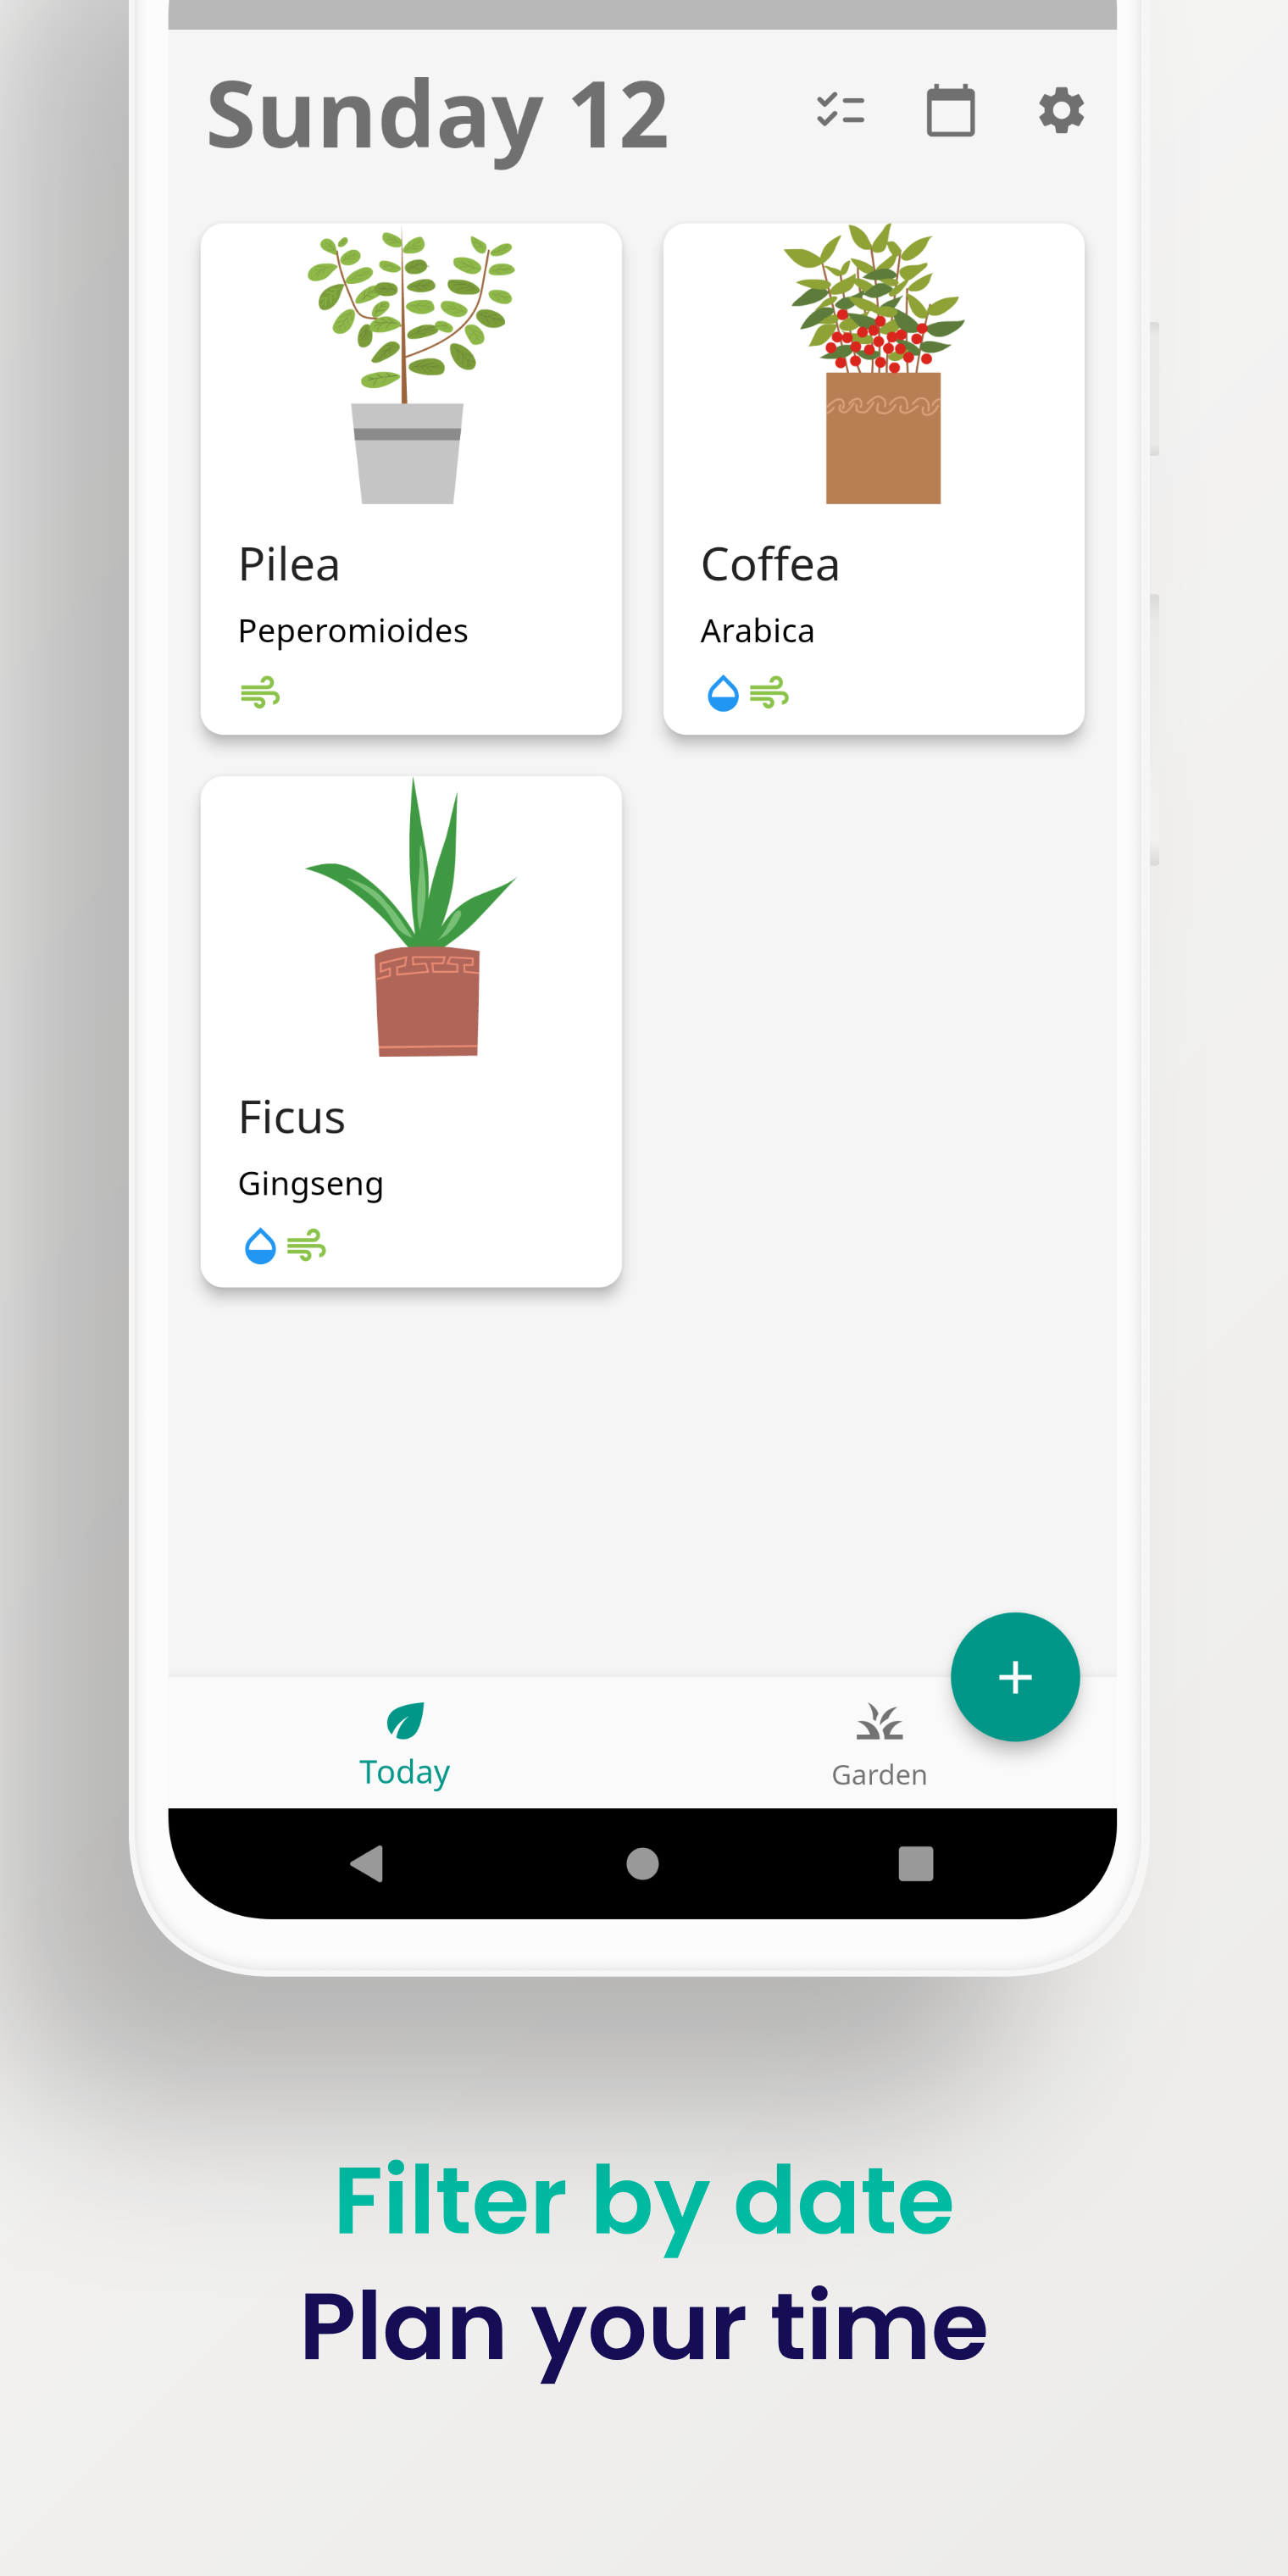 Sunday 12
Pilea
Peperomioides
Coffea
Arabica
Ficus
Gingseng
Today
Garden
Filter by date
Plan your time